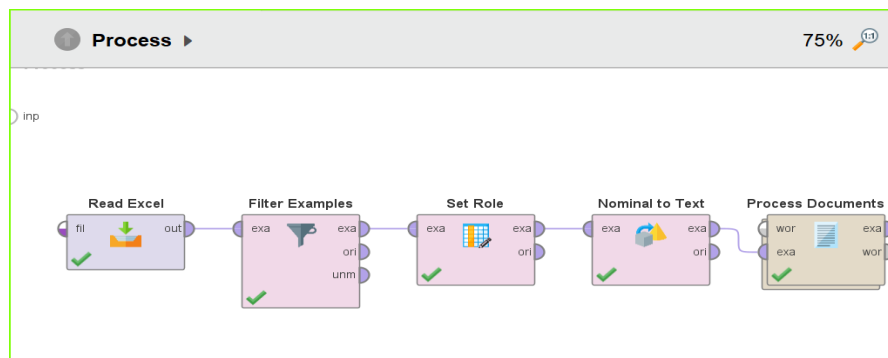 Process
75%
1:1
inp
Read Excel
fil
out
Filter Examples
exa
exa
ori
unm
Set Role
exa
exa
ori
Nominal to Text
exa
exa
ori
Process Documents
wor
exa
exa
wor